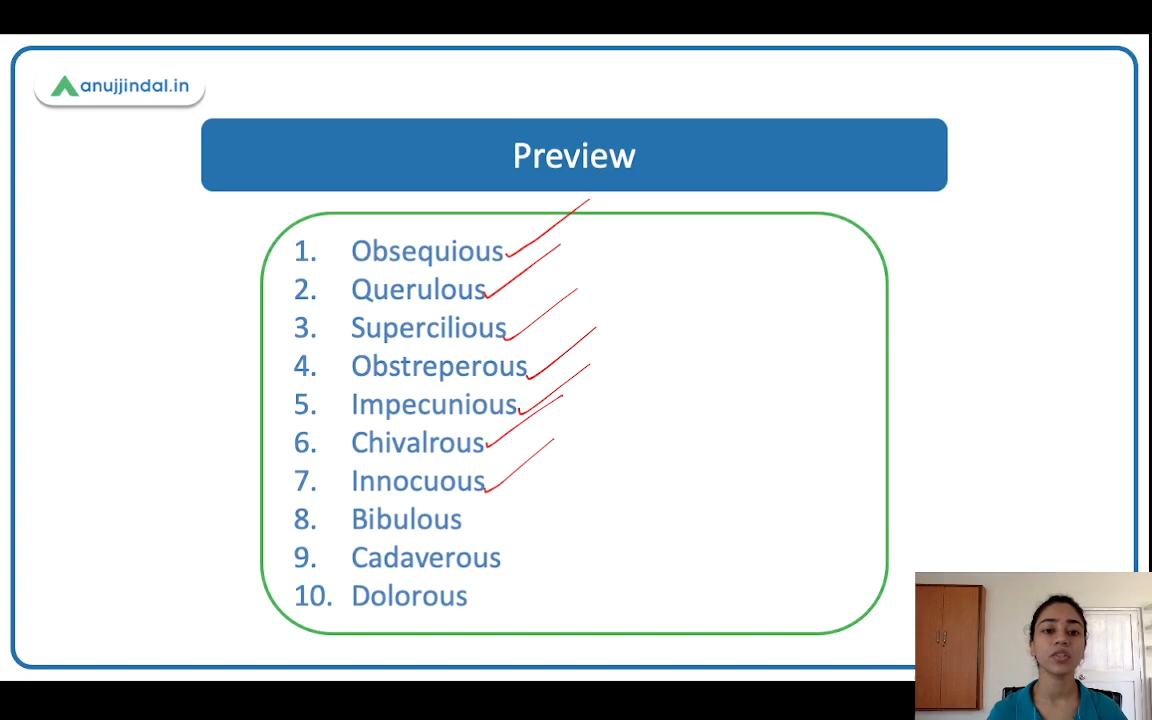 anujjindal.in
Preview
1. Obsequious
2. Querulous
3. Supercilious
4. Obstreperous
5. Impecunious
6. Chivalrous
7. Innocuous
8. Bibulous
9. Cadaverous
10. Dolorous